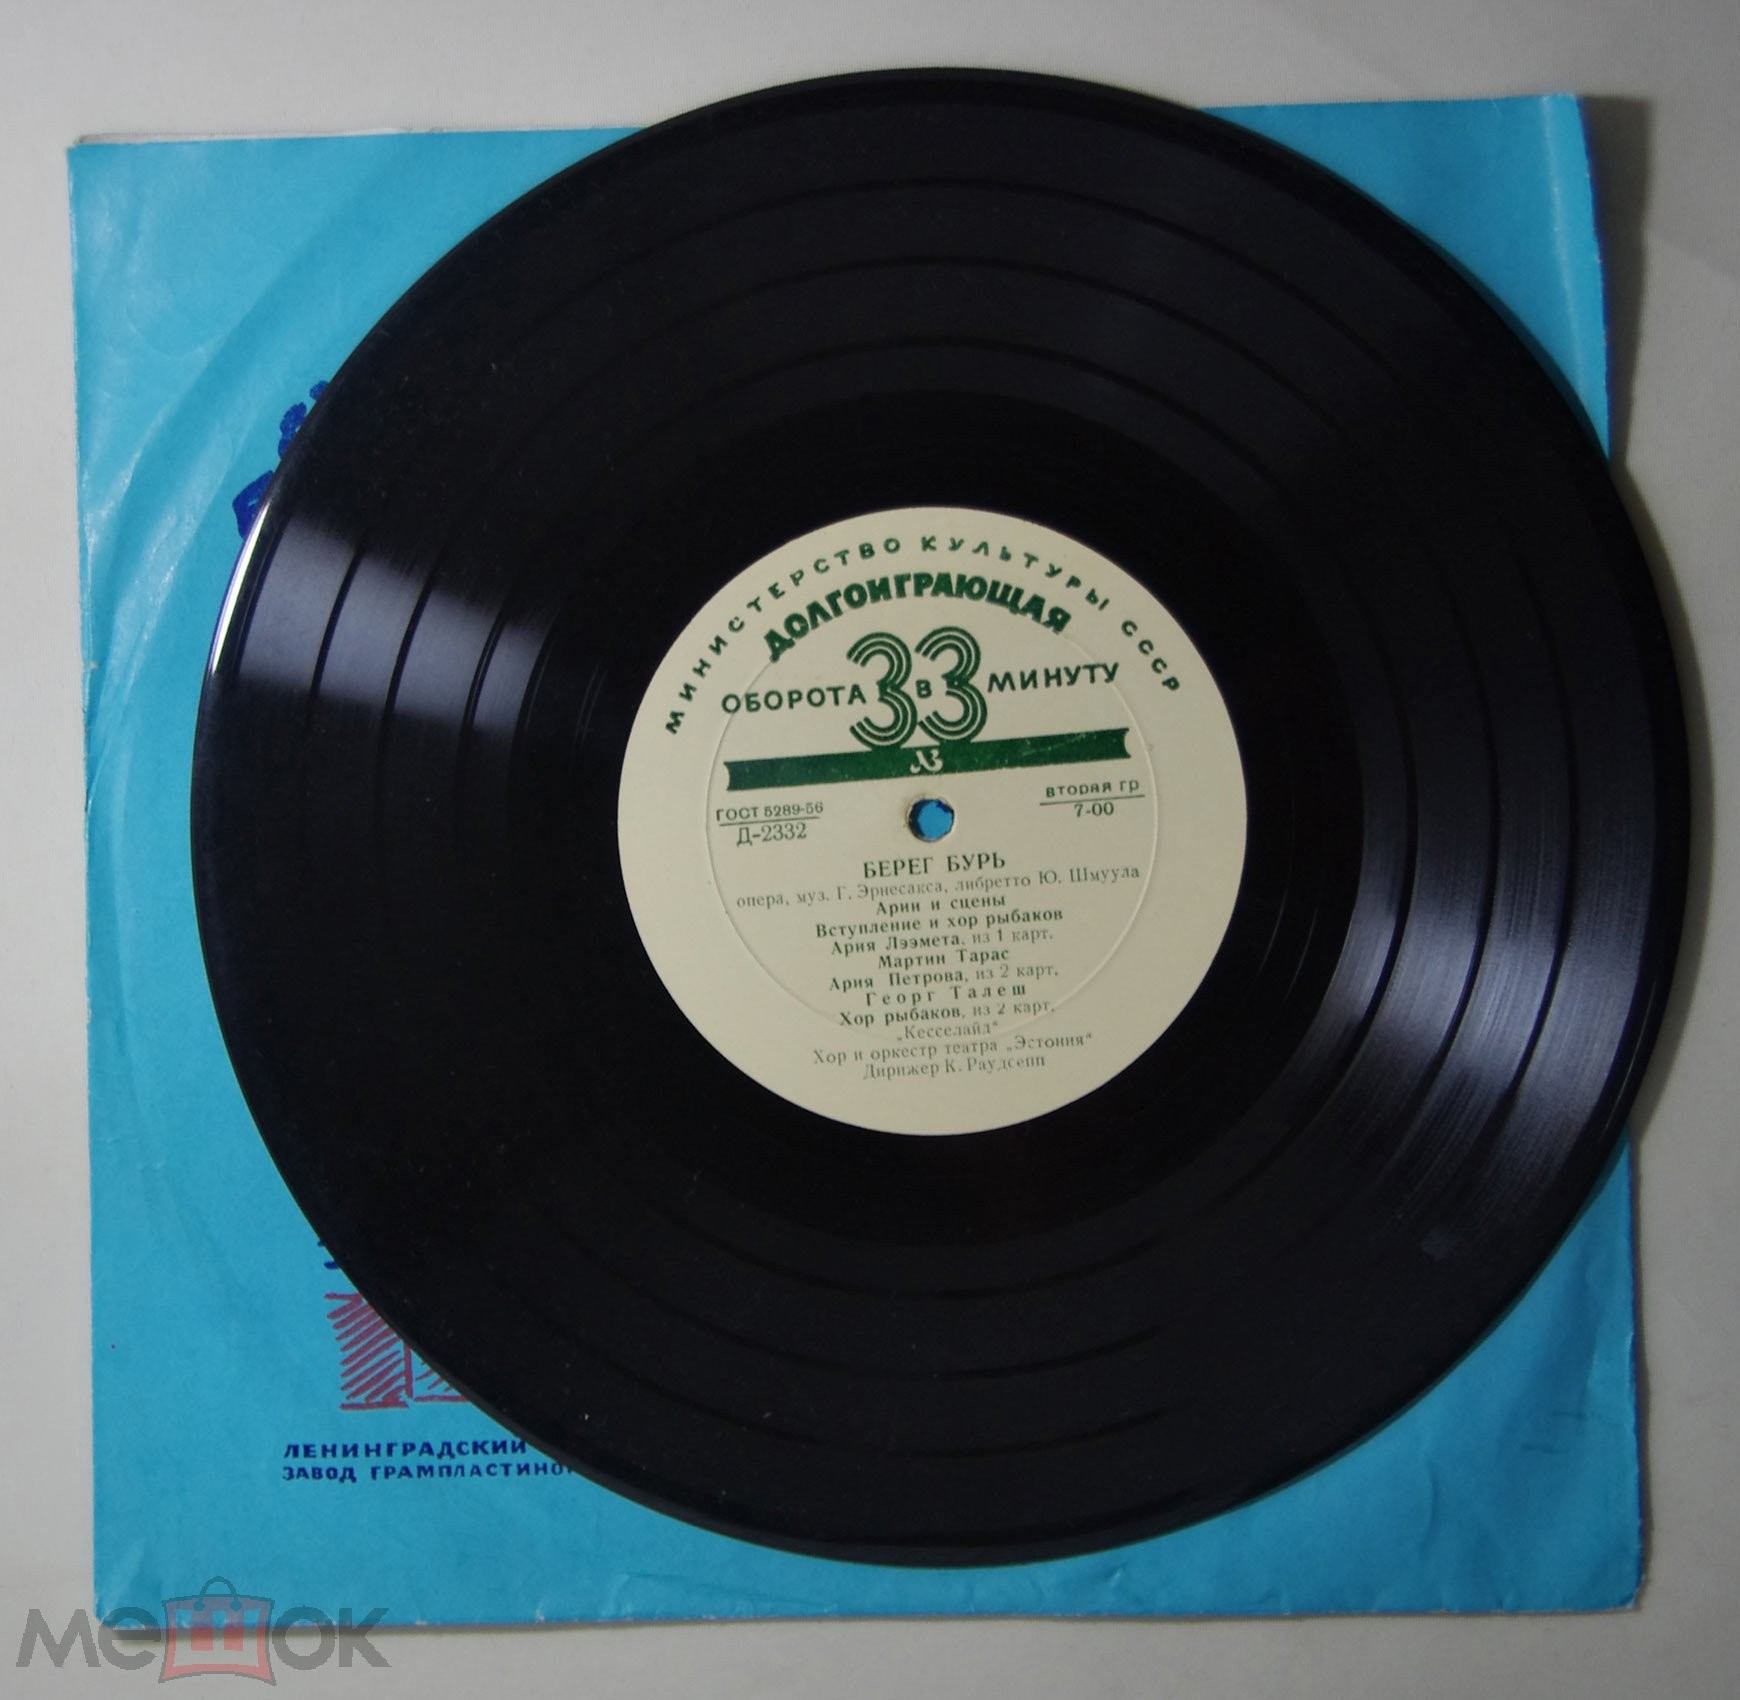 МИНИСТЕРСТВО КУЛЬТУРЫ СССР
ДОЛГОИГРАЮЩАЯ
ОБОРОТА 33 В МИНУТУ
ГОСТ 5289-56
Д-2332
вторая гр
7-00
БЕРЕГ БУРЬ
опера, муз. Г. Эрнесакса, либретто Ю. Шмуула
Арии и сцены
Вступление и хор рыбаков
Ария Лээмета, из 1 карт.
Мартин Тарас
Ария Петрова, из 2 карт.
Георг Талеш
Хор рыбаков, из 2 карт.
„Кесселайд“
Хор и оркестр театра „Эстония“
Дирижер К. Раудсепп
ЛЕНИНГРАДСКИЙ
ЗАВОД ГРАМПЛАСТИНО
мешок